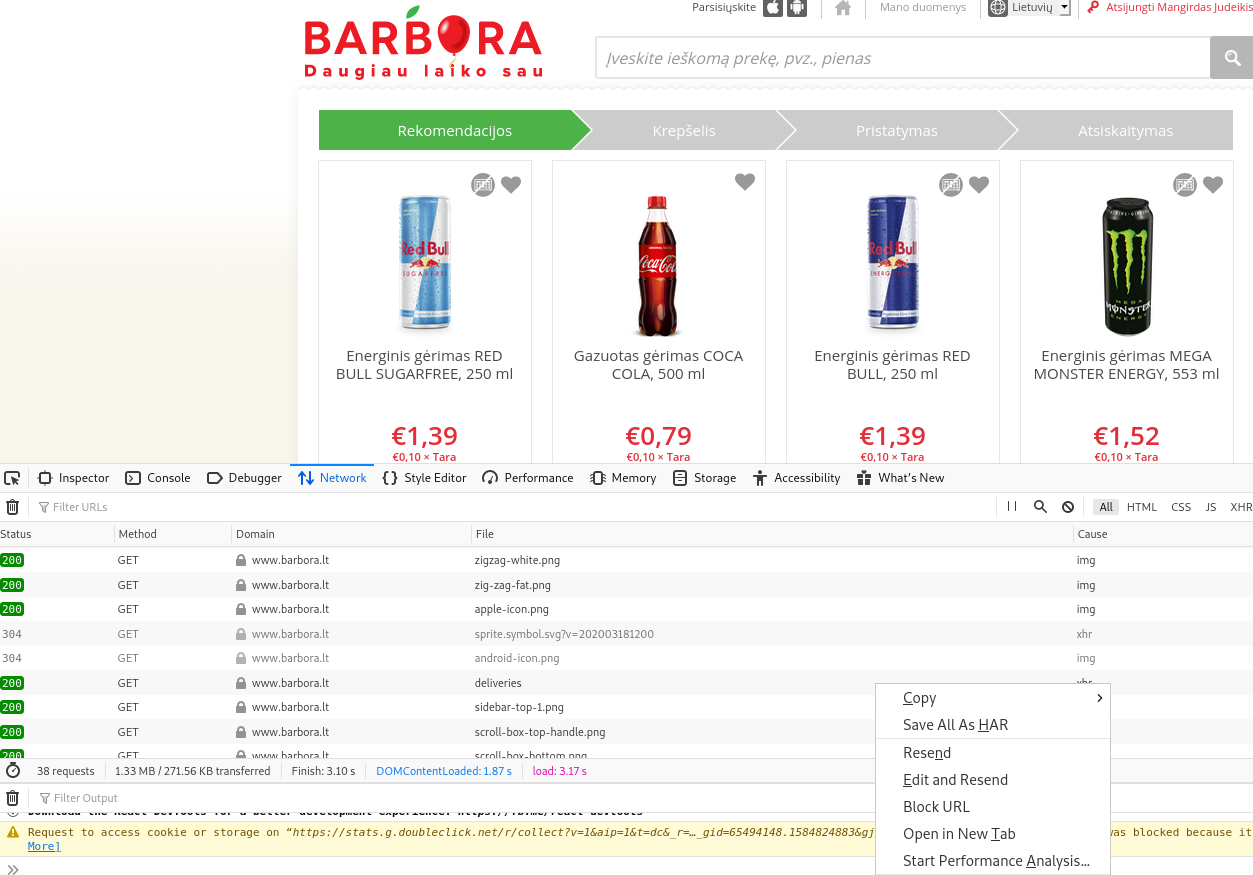 Parsisiųskite
Mano duomenys
Lietuvių
Atsijungti Mangirdas Judeikis
BARBORA
Daugiau laiko sau
Įveskite ieškomą prekę, pvz., pienas
Rekomendacijos
Krepšelis
Pristatymas
Atsiskaitymas
Red Bull
SUGARFREE
Coca-Cola
Red Bull
MEGA
MONSTER
ENERGY
Energinis gėrimas RED
BULL SUGARFREE, 250 ml
€1,39
€0,10 × Tara
Gazuotas gėrimas COCA
COLA, 500 ml
€0,79
€0,10 × Tara
Energinis gėrimas RED
BULL, 250 ml
€1,39
€0,10 × Tara
Energinis gėrimas MEGA
MONSTER ENERGY, 553 ml
€1,52
€0,10 × Tara
Inspector Console Debugger Network Style Editor Performance Memory Storage Accessibility What's New
Filter URLs
All HTML CSS JS XHR
Status Method Domain File Cause
200 GET www.barbora.lt zigzag-white.png img
200 GET www.barbora.lt zig-zag-fat.png img
200 GET www.barbora.lt apple-icon.png img
304 GET www.barbora.lt sprite.symbol.svg?v=202003181200 xhr
304 GET www.barbora.lt android-icon.png img
200 GET www.barbora.lt deliveries xhr
200 GET www.barbora.lt sidebar-top-1.png
200 GET www.barbora.lt scroll-box-top-handle.png
200 GET www.barbora.lt scroll-box-bottom.png
38 requests 1.33 MB / 271.56 KB transferred Finish: 3.10 s DOMContentLoaded: 1.87 s load: 3.17 s
Filter Output
Download the React DevTools for a better development experience: https://fb.me/react-devtools
Request to access cookie or storage on “https://stats.g.doubleclick.net/r/collect?v=1&aip=1&t=dc&_r=…_gid=65494148.1584824883&gj was blocked because it
More]
Copy
Save All As HAR
Resend
Edit and Resend
Block URL
Open in New Tab
Start Performance Analysis...